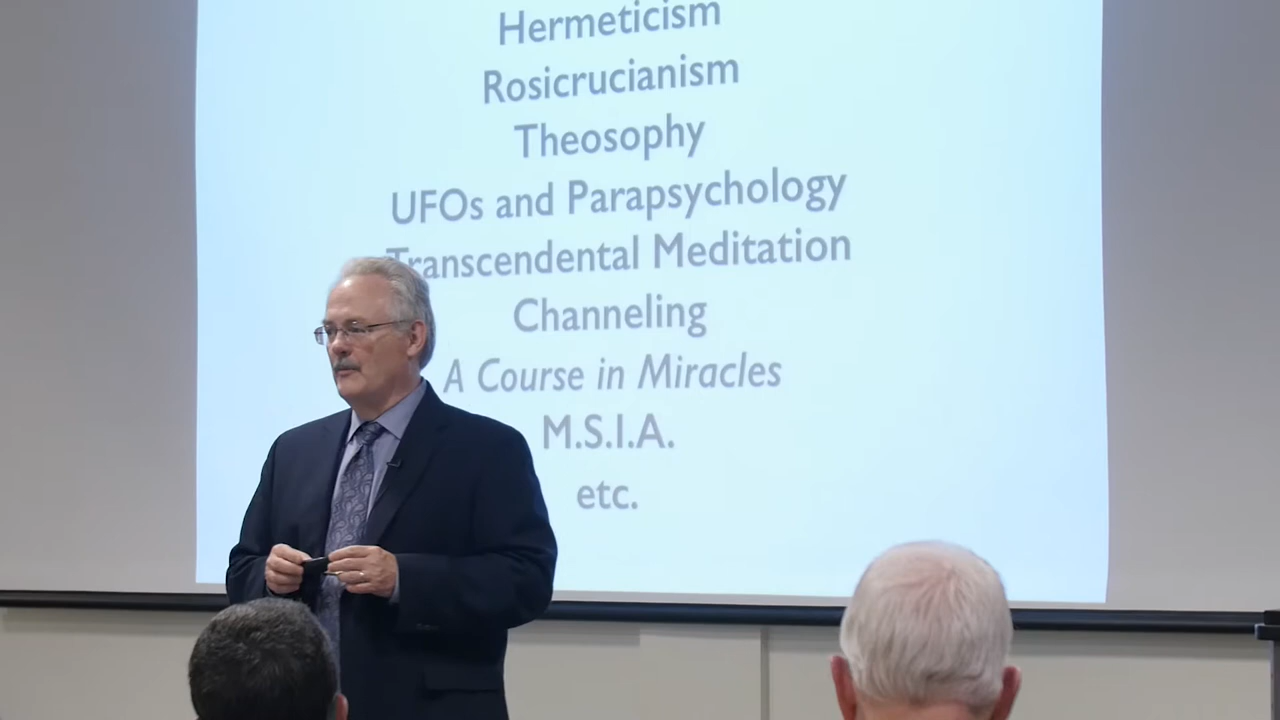 Hermeticism
Rosicrucianism
Theosophy
UFOs and Parapsychology
Transcendental Meditation
Channeling
A Course in Miracles
M.S.I.A.
etc.